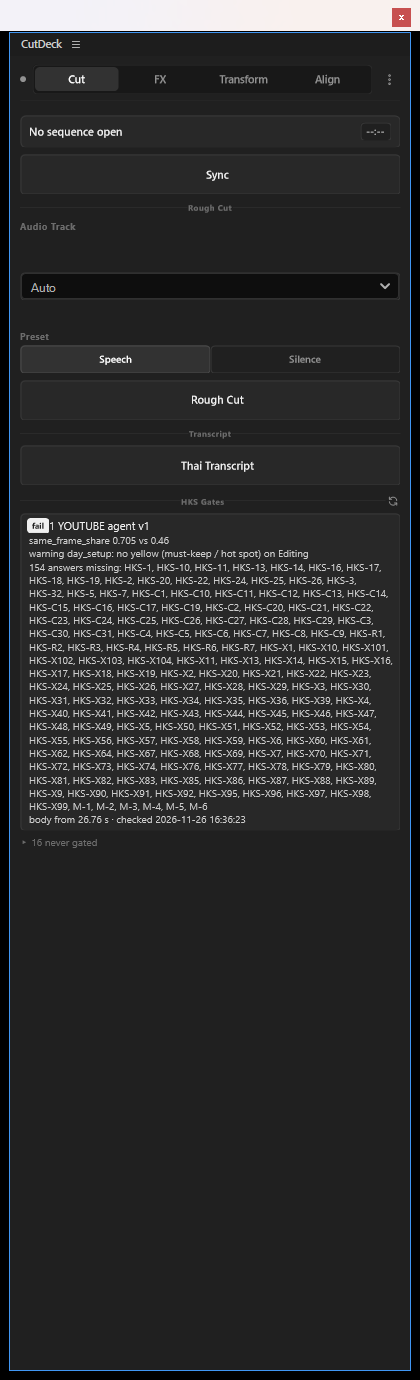 x
CutDeck
Cut FX Transform Align
No sequence open --:--
Sync
Rough Cut
Audio Track
Auto
Preset
Speech Silence
Rough Cut
Transcript
Thai Transcript
HKS Gates
fail 1 YOUTUBE agent v1
same_frame_share 0.705 vs 0.46
warning day_setup: no yellow (must-keep / hot spot) on Editing
154 answers missing: HKS-1, HKS-10, HKS-11, HKS-13, HKS-14, HKS-16, HKS-17,
HKS-18, HKS-19, HKS-2, HKS-20, HKS-22, HKS-24, HKS-25, HKS-26, HKS-3,
HKS-32, HKS-5, HKS-7, HKS-C1, HKS-C10, HKS-C11, HKS-C12, HKS-C13, HKS-C14,
HKS-C15, HKS-C16, HKS-C17, HKS-C19, HKS-C2, HKS-C20, HKS-C21, HKS-C22,
HKS-C23, HKS-C24, HKS-C25, HKS-C26, HKS-C27, HKS-C28, HKS-C29, HKS-C3,
HKS-C30, HKS-C31, HKS-C4, HKS-C5, HKS-C6, HKS-C7, HKS-C8, HKS-C9, HKS-R1,
HKS-R2, HKS-R3, HKS-R4, HKS-R5, HKS-R6, HKS-R7, HKS-X1, HKS-X10, HKS-X101,
HKS-X102, HKS-X103, HKS-X104, HKS-X11, HKS-X13, HKS-X14, HKS-X15, HKS-X16,
HKS-X17, HKS-X18, HKS-X19, HKS-X2, HKS-X20, HKS-X21, HKS-X22, HKS-X23,
HKS-X24, HKS-X25, HKS-X26, HKS-X27, HKS-X28, HKS-X29, HKS-X3, HKS-X30,
HKS-X31, HKS-X32, HKS-X33, HKS-X34, HKS-X35, HKS-X36, HKS-X39, HKS-X4,
HKS-X40, HKS-X41, HKS-X42, HKS-X43, HKS-X44, HKS-X45, HKS-X46, HKS-X47,
HKS-X48, HKS-X49, HKS-X5, HKS-X50, HKS-X51, HKS-X52, HKS-X53, HKS-X54,
HKS-X55, HKS-X56, HKS-X57, HKS-X58, HKS-X59, HKS-X6, HKS-X60, HKS-X61,
HKS-X62, HKS-X64, HKS-X67, HKS-X68, HKS-X69, HKS-X7, HKS-X70, HKS-X71,
HKS-X72, HKS-X73, HKS-X74, HKS-X76, HKS-X77, HKS-X78, HKS-X79, HKS-X80,
HKS-X81, HKS-X82, HKS-X83, HKS-X85, HKS-X86, HKS-X87, HKS-X88, HKS-X89,
HKS-X9, HKS-X90, HKS-X91, HKS-X92, HKS-X95, HKS-X96, HKS-X97, HKS-X98,
HKS-X99, M-1, M-2, M-3, M-4, M-5, M-6
body from 26.76 s · checked 2026-11-26 16:36:23
16 never gated